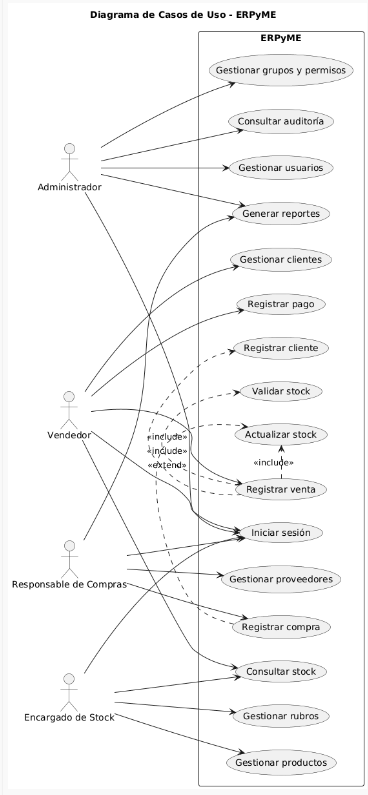 Diagrama de Casos de Uso - ERPyME
ERPyME
Gestionar grupos y permisos
Consultar auditoría
Administrador
Gestionar usuarios
Generar reportes
Gestionar clientes
Registrar pago
Registrar cliente
Validar stock
Vendedor
Actualizar stock
«include»
«include»
«extend»
«include»
Registrar venta
Iniciar sesión
Responsable de Compras
Gestionar proveedores
Registrar compra
Consultar stock
Encargado de Stock
Gestionar rubros
Gestionar productos